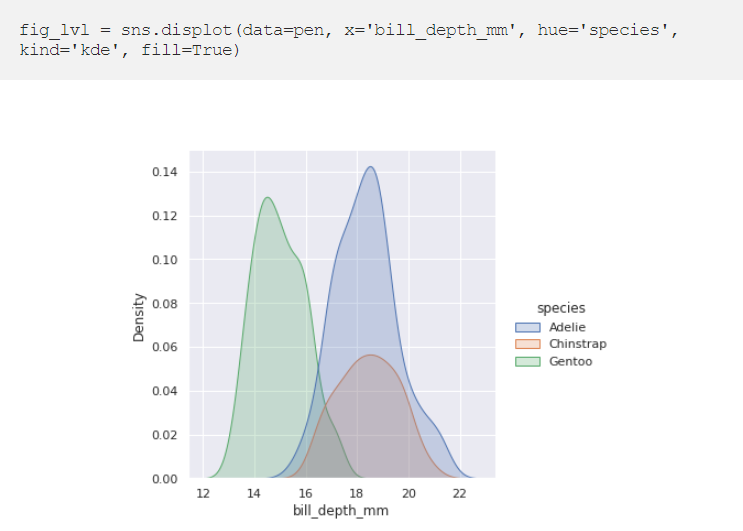 fig_lvl = sns.displot(data=pen, x='bill_depth_mm', hue='species',
kind='kde', fill=True)
0.14
0.12
0.10
0.08
0.06
0.04
0.02
0.00
Density
12 14 16 18 20 22
bill_depth_mm
species
Adelie
Chinstrap
Gentoo